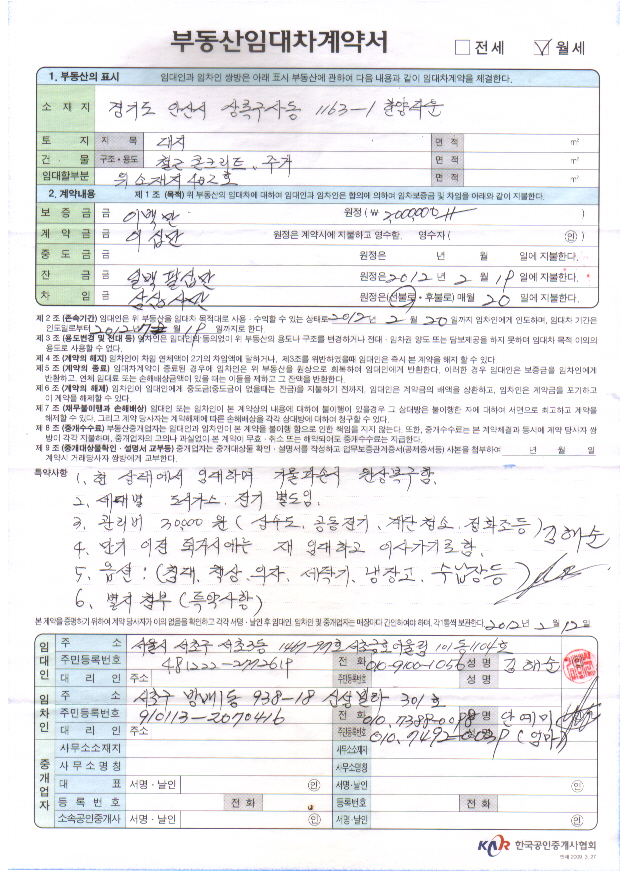 부동산임대차계약서
□ 전세 ☑ 월세
1. 부동산의 표시 임대인과 임차인 쌍방은 아래 표시 부동산에 관하여 다음 내용과 같이 임대차계약을 체결한다.
소재지 경기도 안산시 상록구 사동 1163-1 한양타운
토지 지목 대지 면적 ㎡
건물 구조·용도 철근콘크리트, 주거 면적 ㎡
임대할부분 위 소재지 402호 면적 ㎡
2. 계약내용 제 1 조 (목적) 위 부동산의 임대차에 대하여 임대인과 임차인은 합의에 의하여 임차보증금 및 차임을 아래와 같이 지불한다.
보증금 금 이백만 원정 (₩ 2,000,000 )
계약금 금 이십만 원정은 계약시에 지불하고 영수함. 영수자 ( 인 )
중도금 금 원정은 년 월 일에 지불한다.
잔금 금 일백팔십만 원정은 2012 년 2 월 19 일에 지불한다.
차임 금 삼십사만 원정은 (선불로·후불로) 매월 20 일에 지불한다.
제 2 조 (존속기간) 임대인은 위 부동산을 임대차 목적대로 사용·수익할 수 있는 상태로 2012 년 2 월 20 일까지 임차인에게 인도하며, 임대차 기간은
인도일로부터 2012 년 월 19 일까지로 한다.
제 3 조 (용도변경 및 전대 등) 임차인은 임대인의 동의없이 위 부동산의 용도나 구조를 변경하거나 전대·임차권 양도 또는 담보제공을 하지 못하며 임대차 목적 이외의
용도로 사용할 수 없다.
제 4 조 (계약의 해지) 임차인이 차임 연체액이 2기의 차임액에 달하거나, 제3조를 위반하였을때 임대인은 즉시 본 계약을 해지 할 수 있다.
제 5 조 (계약의 종료) 임대차계약이 종료된 경우에 임차인은 위 부동산을 원상으로 회복하여 임대인에게 반환한다. 이러한 경우 임대인은 보증금을 임차인에게
반환하고, 연체 임대료 또는 손해배상금액이 있을 때는 이들을 제하고 그 잔액을 반환한다.
제 6 조 (계약의 해제) 임차인이 임대인에게 중도금(중도금이 없을때는 잔금)을 지불하기 전까지, 임대인은 계약금의 배액을 상환하고, 임차인은 계약금을 포기하고
이 계약을 해제할 수 있다.
제 7 조 (채무불이행과 손해배상) 임대인 또는 임차인이 본 계약상의 내용에 대하여 불이행이 있을경우 그 상대방은 불이행한 자에 대하여 서면으로 최고하고 계약을
해제할 수 있다. 그리고 계약 당사자는 계약해제에 따른 손해배상을 각각 상대방에 대하여 청구할 수 있다.
제 8 조 (중개수수료) 부동산중개업자는 임대인과 임차인이 본 계약을 불이행 함으로 인한 책임을 지지 않는다. 또한, 중개수수료는 본 계약체결과 동시에 계약 당사자 쌍
방이 각각 지불하며, 중개업자의 고의나 과실없이 본 계약이 무효·취소 또는 해약되어도 중개수수료는 지급한다.
제 9 조 (중개대상물확인·설명서 교부등) 중개업자는 중개대상물 확인·설명서를 작성하고 업무보증관계증서(공제증서등) 사본을 첨부하여 년 월 일
계약시 거래당사자 쌍방에게 교부한다.
특약사항 1. 현 상태에서 임대하며 기물파손시 원상복구함.
2. 세대별 도시가스. 전기 별도임.
3. 관리비 30,000 원 (상수도, 공동전기, 계단청소, 정화조등) 김해순
4. 만기 이전 퇴거시에는 재 임대하고 이사가기로 함.
5. 옵션 : (침대, 책상, 의자, 세탁기, 냉장고, 수납장등)
6. 별지 첨부 (특약사항)
본 계약을 증명하기 위하여 계약 당사자가 이의 없음을 확인하고 각각 서명·날인 후 임대인, 임차인 및 중개업자는 매장마다 간인하여야 하며, 각 1통씩 보관한다. 2012 년 2 월 12 일
임대인 주소 서울시 서초구 서초3동 서초금호어울림 101동 1104호
주민등록번호 481222-2772619 전화 010-9100-1056 성명 김해순
대리인 주소 주민등록번호 성명
임차인 주소 서초구 방배1동 938-18 신삼빌라 301호
주민등록번호 910113-2070416 전화 010.7388-0088 성명 안예미
대리인 주소 주민등록번호 010.7492-0039 (엄마)
중개업자 사무소소재지 사무소소재지
사무소명칭 사무소명칭
대표 서명·날인 인 서명·날인 인
등록번호 전화 등록번호 전화
소속공인중개사 서명·날인 인 서명·날인 인
KAR 한국공인중개사협회